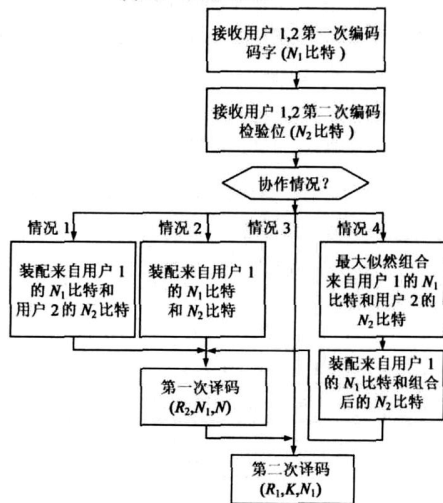 接收用户 1,2 第一次编码
码字 (N₁比特)
接收用户 1,2 第二次编码
检验位 (N₂比特)
协作情况?
情况 1
情况 2
情况 3
情况 4
装配来自用户 1
的 N₁比特和
用户 2 的 N₂比特
装配来自用户 1
的 N₁比特
和 N₂比特
最大似然组合
来自用户 1 的 N₁
比特和用户 2 的
N₂比特
装配来自用户 1
的 N₁比特和组合
后的 N₂比特
第一次译码
(R₂,N₁,N)
第二次译码
(R₁,K,N₁)